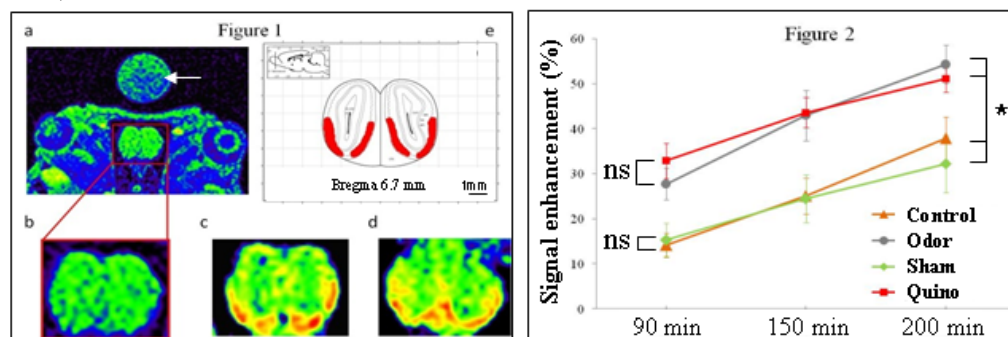 Figure 1
a
e
Bregma 6.7 mm
1mm
b
c
d
Figure 2
Signal enhancement (%)
60
50
40
30
20
10
0
ns
ns
*
Control
Odor
Sham
Quino
90 min
150 min
200 min